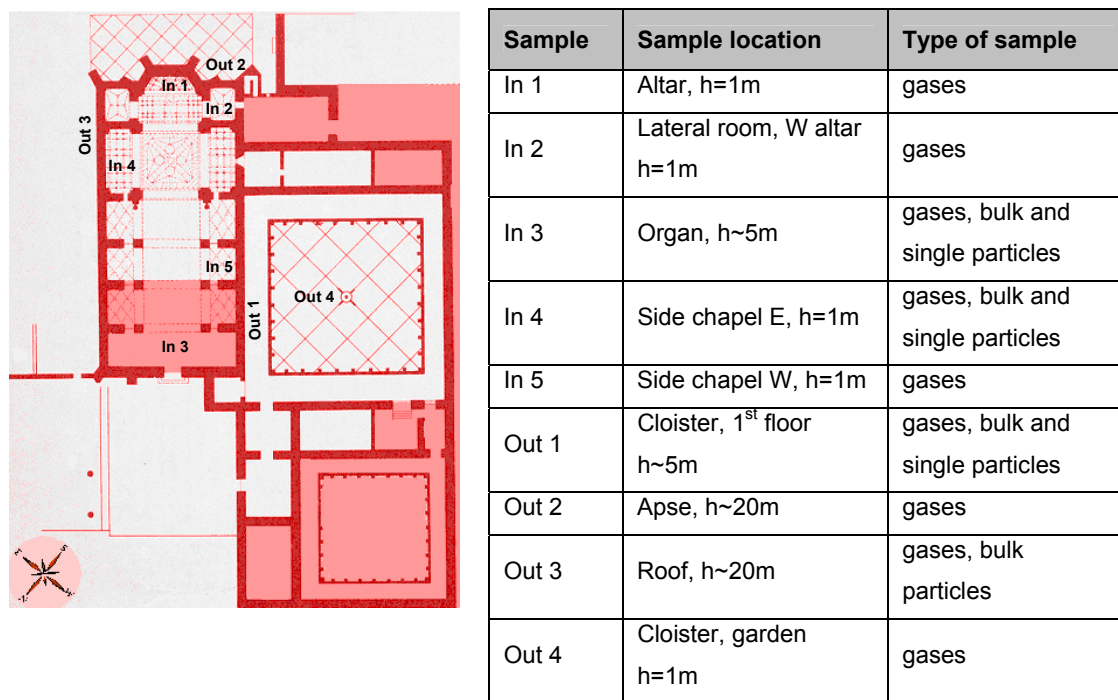 Out 2
In 1
In 2
Out 3
In 4
In 5
Out 4
Out 1
In 3
S
Sample Sample location Type of sample
In 1 Altar, h=1m gases
In 2 Lateral room, W altar h=1m gases
In 3 Organ, h~5m gases, bulk and single particles
In 4 Side chapel E, h=1m gases, bulk and single particles
In 5 Side chapel W, h=1m gases
Out 1 Cloister, 1st floor h~5m gases, bulk and single particles
Out 2 Apse, h~20m gases
Out 3 Roof, h~20m gases, bulk particles
Out 4 Cloister, garden h=1m gases